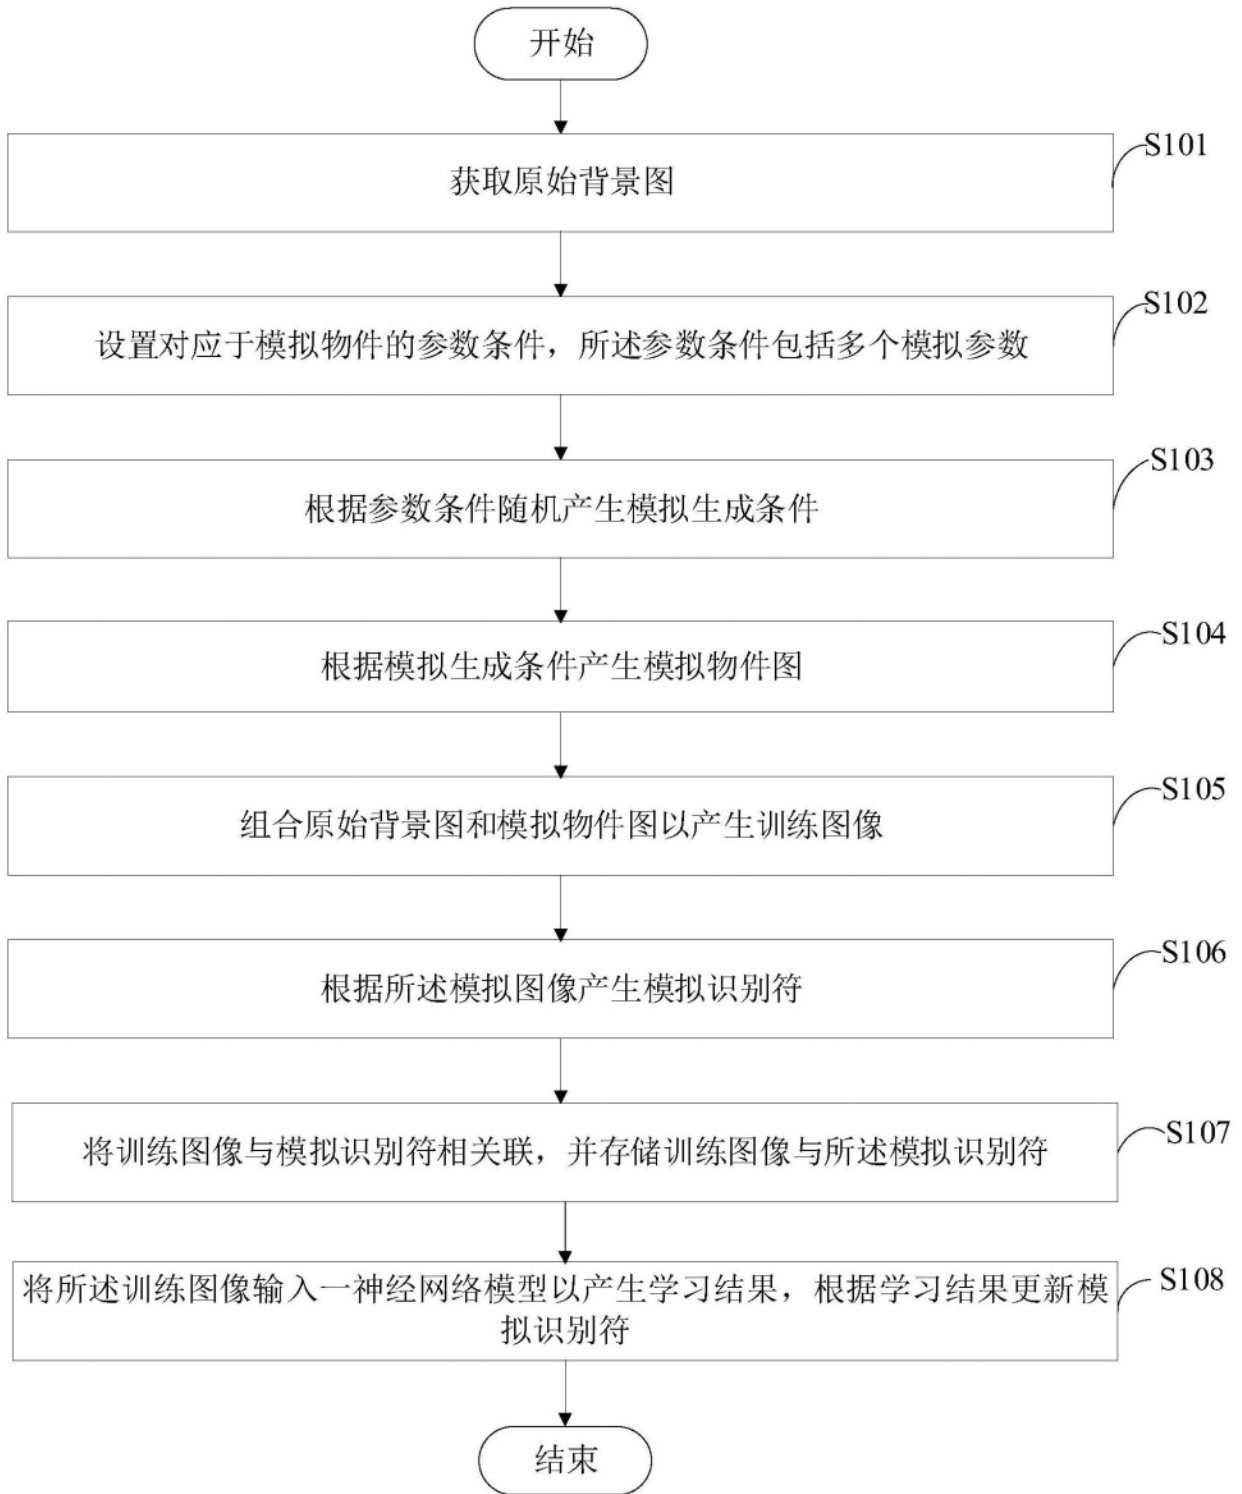 开始
S101
获取原始背景图
S102
设置对应于模拟物件的参数条件，所述参数条件包括多个模拟参数
S103
根据参数条件随机产生模拟生成条件
S104
根据模拟生成条件产生模拟物件图
S105
组合原始背景图和模拟物件图以产生训练图像
S106
根据所述模拟图像产生模拟识别符
S107
将训练图像与模拟识别符相关联，并存储训练图像与所述模拟识别符
S108
将所述训练图像输入一神经网络模型以产生学习结果，根据学习结果更新模
拟识别符
结束